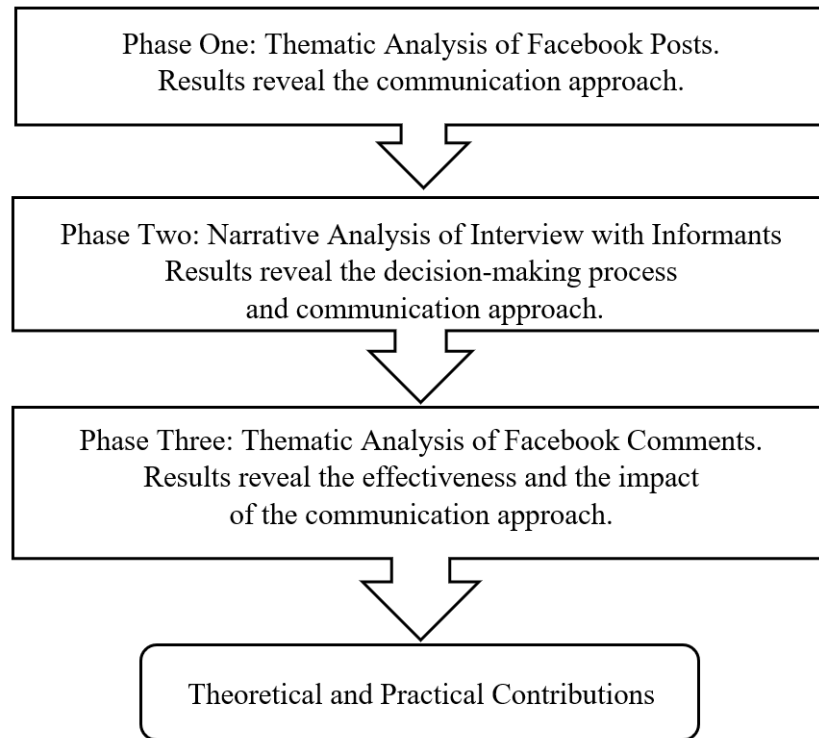 Phase One: Thematic Analysis of Facebook Posts.
Results reveal the communication approach.
Phase Two: Narrative Analysis of Interview with Informants
Results reveal the decision-making process
and communication approach.
Phase Three: Thematic Analysis of Facebook Comments.
Results reveal the effectiveness and the impact
of the communication approach.
Theoretical and Practical Contributions